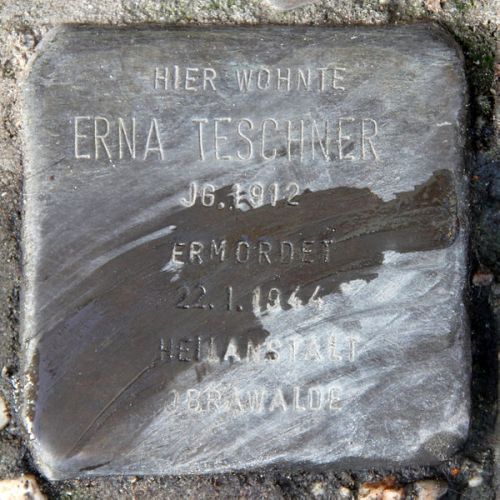 HIER WOHNTE
ERNA TESCHNER
JG. 1912
ERMORDET
22.1.1944
HEILANSTALT
OBRAWALDE